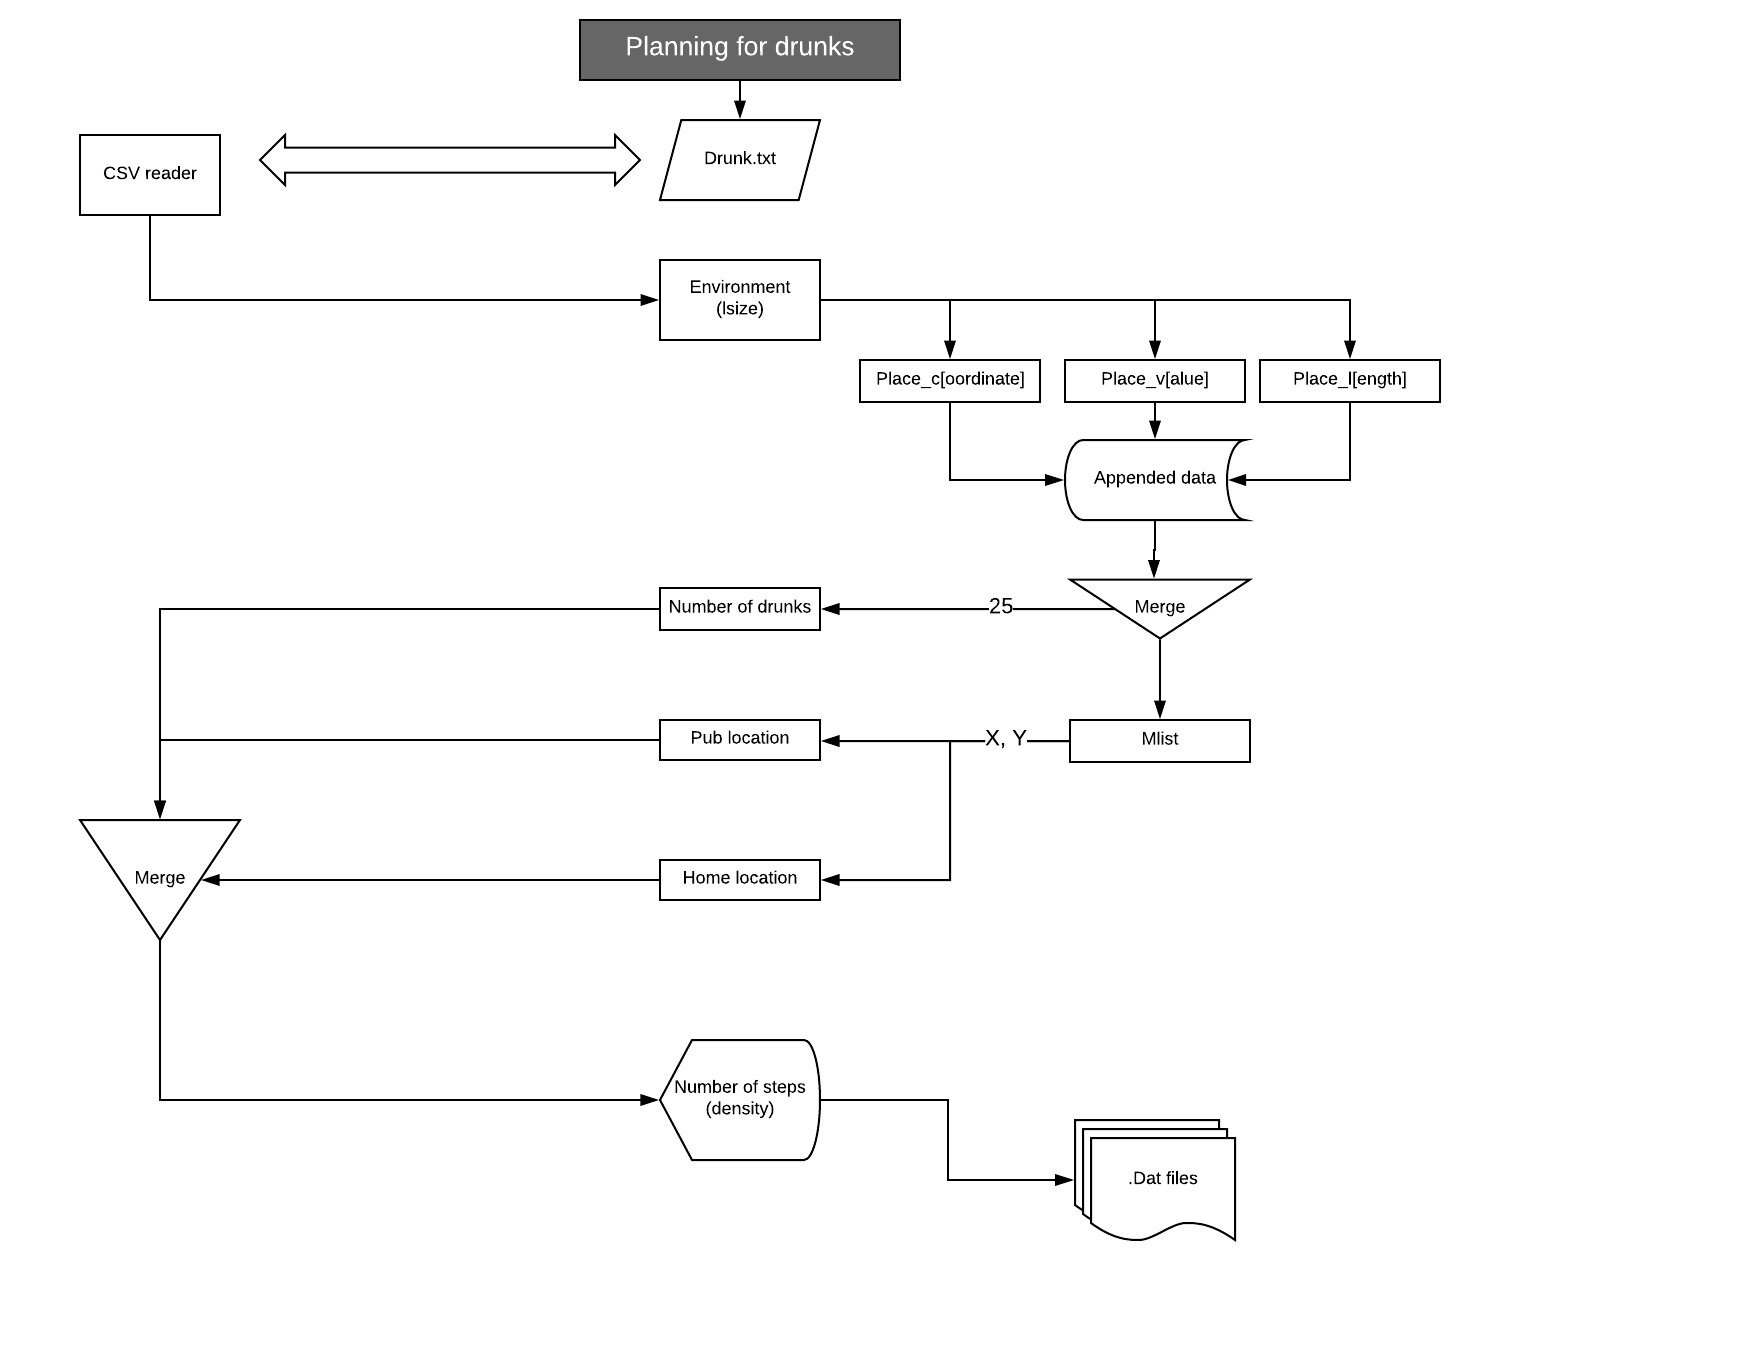 Planning for drunks
Drunk.txt
CSV reader
Environment
(lsize)
Place_c[oordinate]
Place_v[alue]
Place_l[ength]
Appended data
Merge
25
Number of drunks
Mlist
X, Y
Pub location
Home location
Merge
Number of steps
(density)
.Dat files